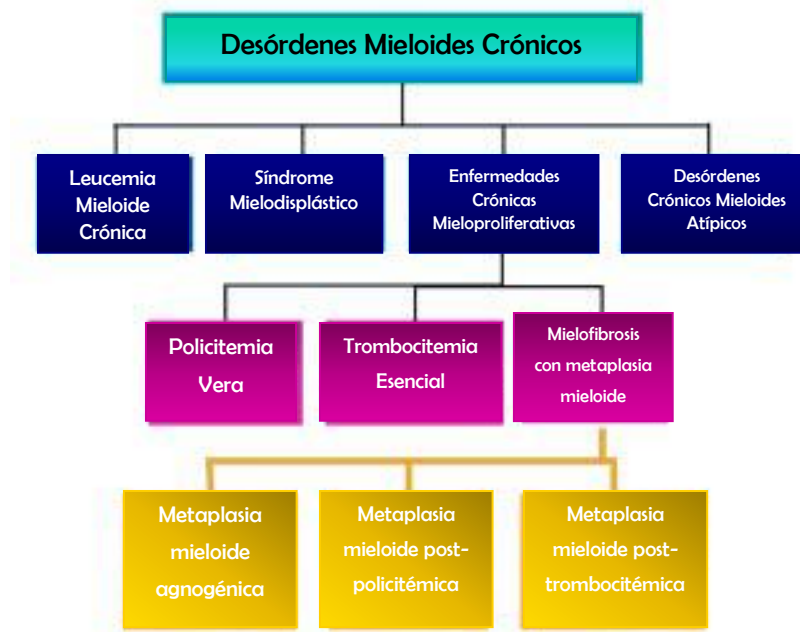 Desórdenes Mieloides Crónicos
Leucemia
Mieloide
Crónica
Síndrome
Mielodisplástico
Enfermedades
Crónicas
Mieloproliferativas
Desórdenes
Crónicos Mieloides
Atípicos
Policitemia
Vera
Trombocitemia
Esencial
Mielofibrosis
con metaplasia
mieloide
Metaplasia
mieloide
agnogénica
Metaplasia
mieloide post-
policitémica
Metaplasia
mieloide post-
trombocitémica